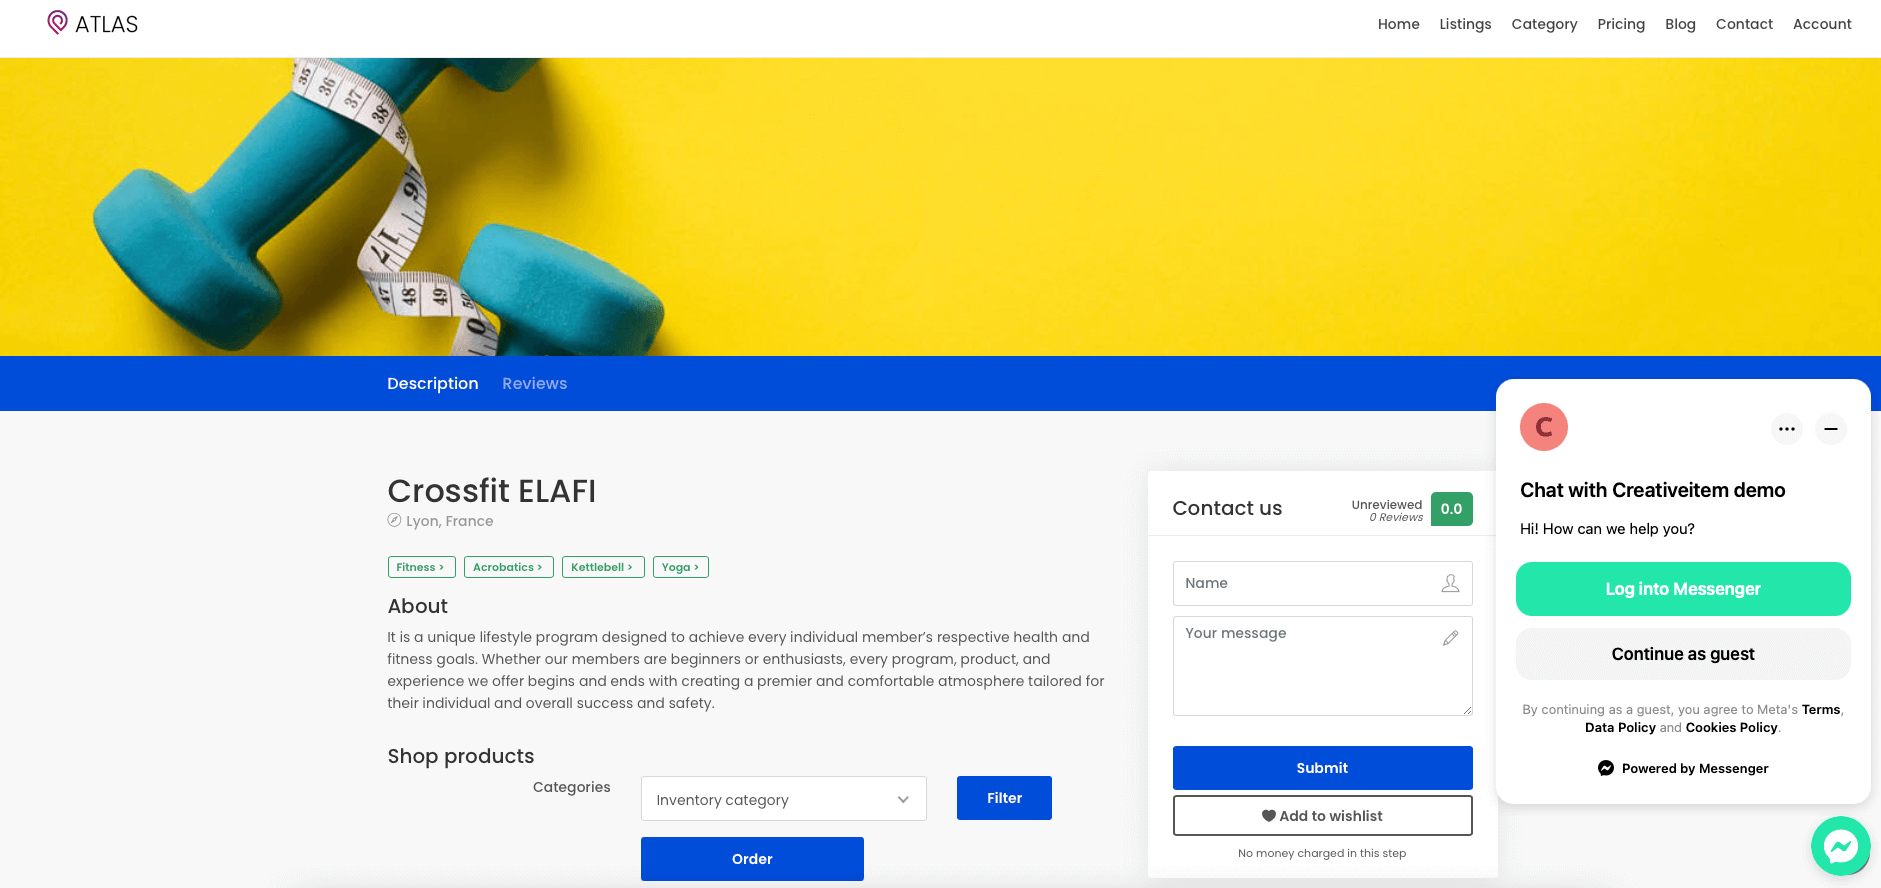 ATLAS
Home Listings Category Pricing Blog Contact Account
35
36
37
38
39
6
47
48
49
50
Description Reviews
Crossfit ELAFI
Lyon, France
Fitness > Acrobatics > Kettlebell > Yoga >
About
It is a unique lifestyle program designed to achieve every individual member’s respective health and
fitness goals. Whether our members are beginners or enthusiasts, every program, product, and
experience we offer begins and ends with creating a premier and comfortable atmosphere tailored for
their individual and overall success and safety.
Shop products
Categories
Inventory category
Filter
Order
Contact us
Unreviewed
0 Reviews
0.0
Name
Your message
Submit
Add to wishlist
No money charged in this step
C
Chat with Creativeitem demo
Hi! How can we help you?
Log into Messenger
Continue as guest
By continuing as a guest, you agree to Meta's Terms,
Data Policy and Cookies Policy.
Powered by Messenger